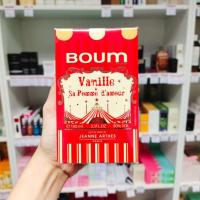 BOUM
Vanille
Sa Pomme d'amour
JEANNE ARTHES